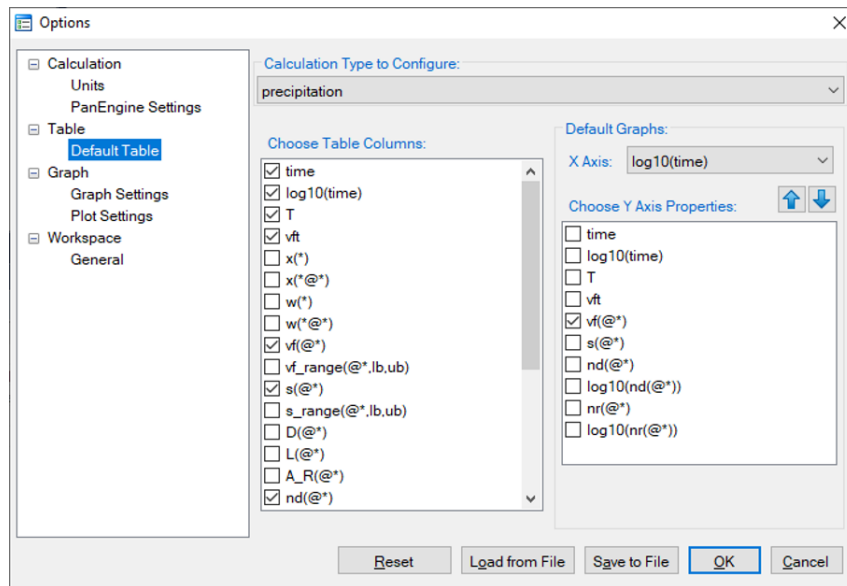 Options
Calculation
Units
PanEngine Settings
Table
Default Table
Graph
Graph Settings
Plot Settings
Workspace
General
Calculation Type to Configure:
precipitation
Choose Table Columns:
time
log10(time)
T
vft
x(*)
x(*@*)
w(*)
w(*@*)
vf(@*)
vf_range(@*,lb,ub)
s(@*)
s_range(@*,lb,ub)
D(@*)
L(@*)
A_R(@*)
nd(@*)
Default Graphs:
X Axis: log10(time)
Choose Y Axis Properties:
time
log10(time)
T
vft
vf(@*)
s(@*)
nd(@*)
log10(nd(@*))
nr(@*)
log10(nr(@*))
Reset Load from File Save to File OK Cancel